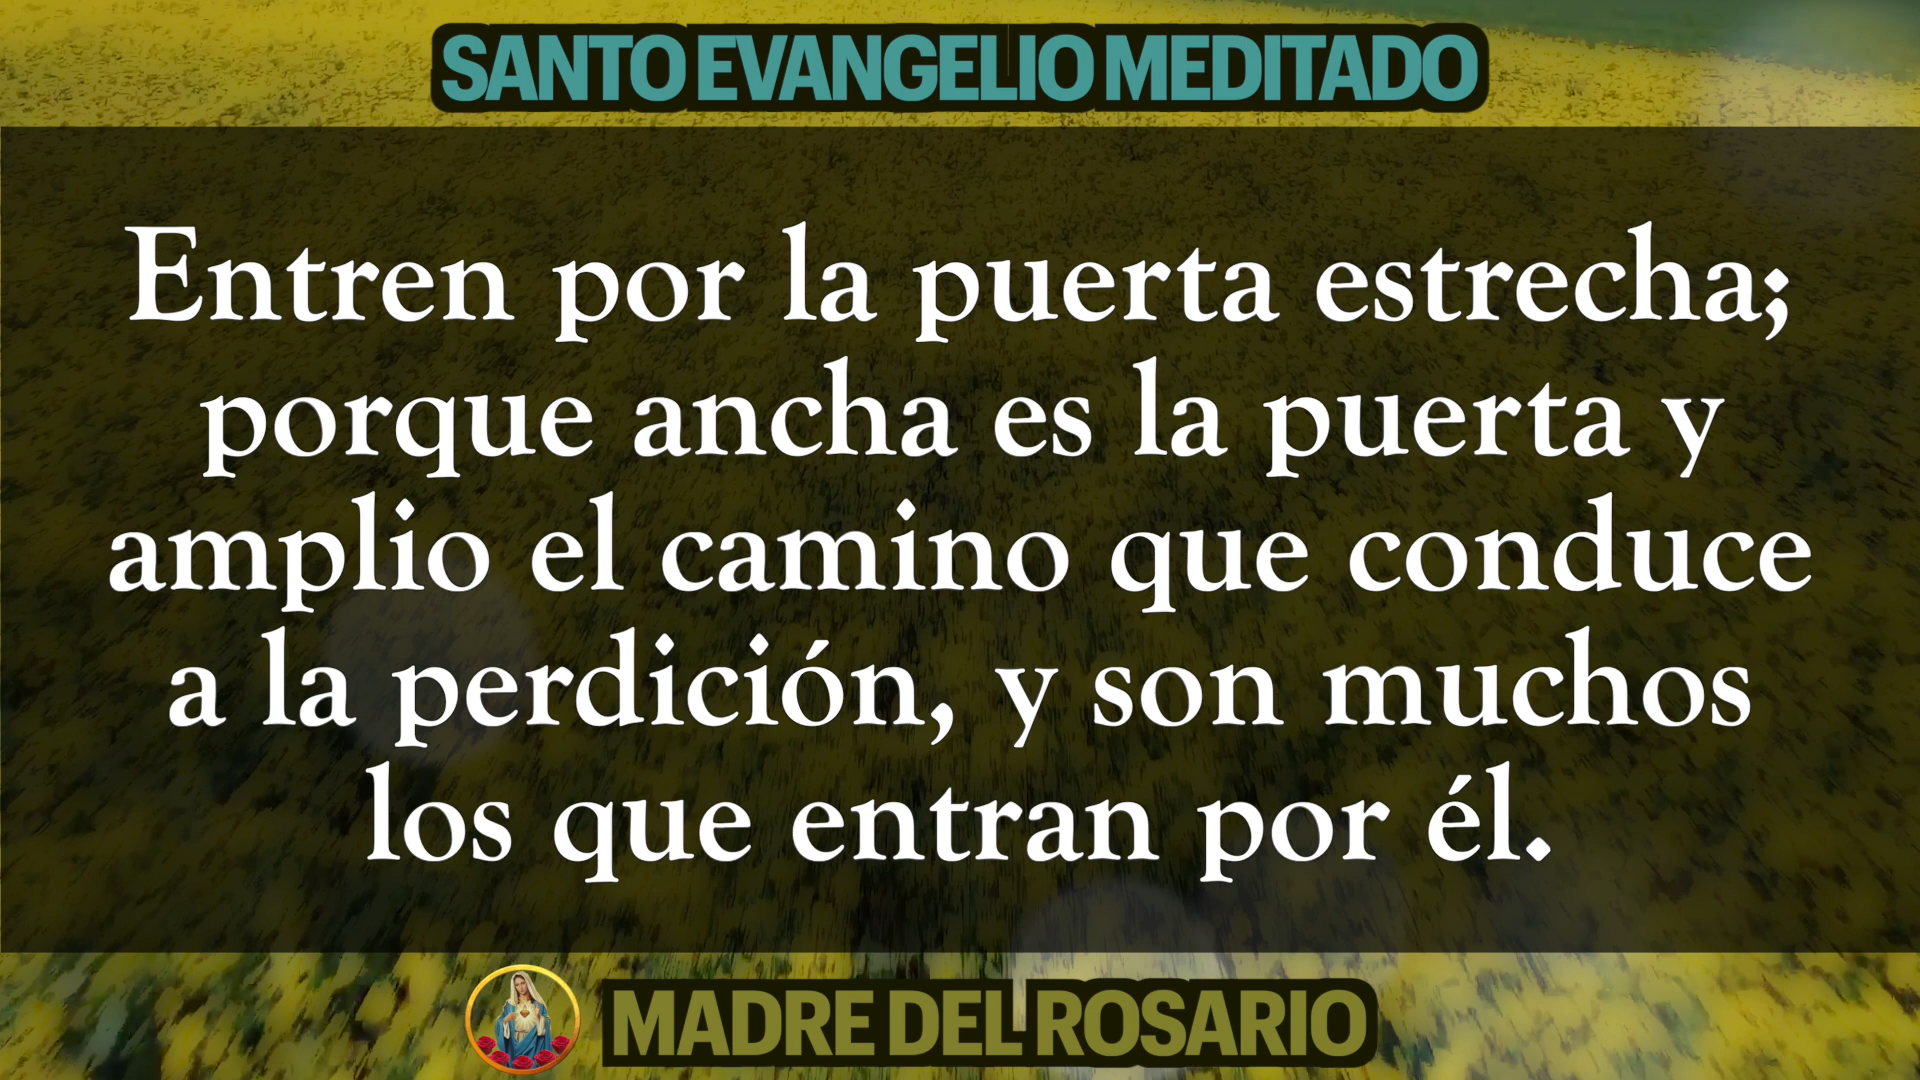 SANTO EVANGELIO MEDITADO
Entren por la puerta estrecha;
porque ancha es la puerta y
amplio el camino que conduce
a la perdición, y son muchos
los que entran por él.
MADRE DEL ROSARIO